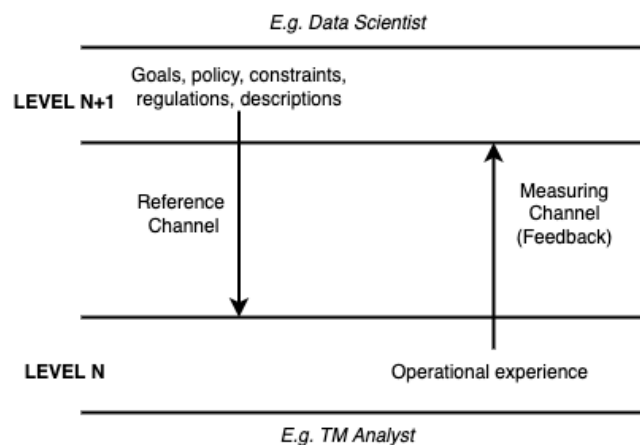 E.g. Data Scientist
Goals, policy, constraints,
LEVEL N+1
regulations, descriptions
Reference
Channel
Measuring
Channel
(Feedback)
LEVEL N
Operational experience
E.g. TM Analyst